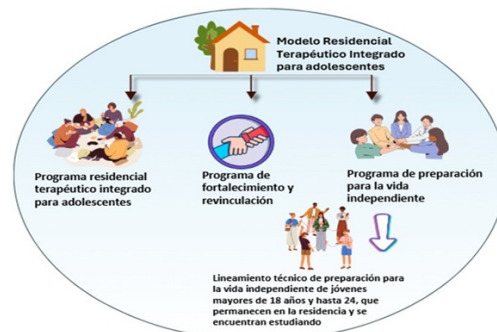 Modelo Residencial
Terapéutico Integrado
para adolescentes
Programa residencial
terapéutico integrado
para adolescentes
Programa de
fortalecimiento y
revinculación
Programa de preparación
para la vida
independiente
Lineamiento técnico de preparación para
la vida independiente de jóvenes
mayores de 18 años y hasta 24, que
permanecen en la residencia y se
encuentran estudiando